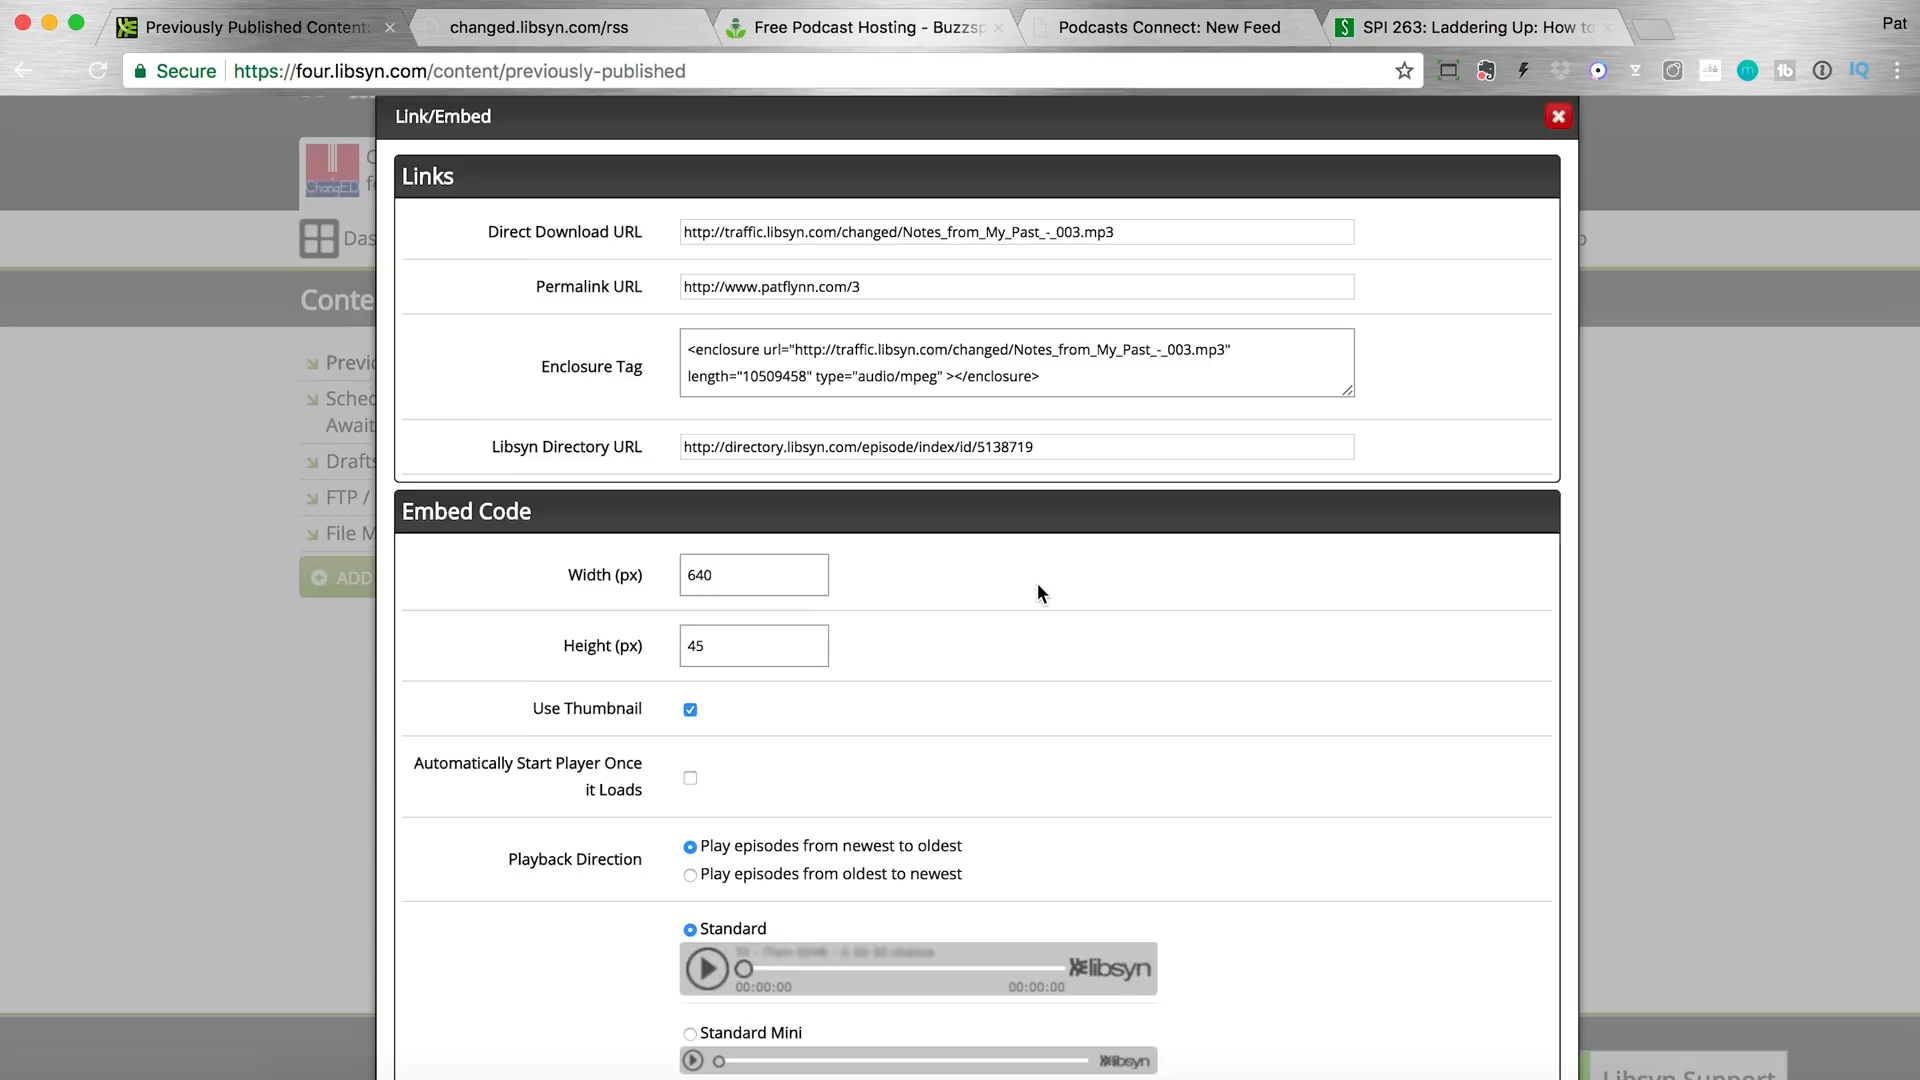 Previously Published Content
changed.libsyn.com/rss
Free Podcast Hosting - Buzzsp
Podcasts Connect: New Feed
SPI 263: Laddering Up: How to
Pat
Secure https://four.libsyn.com/content/previously-published
Link/Embed
ChangED
Links
Direct Download URL http://traffic.libsyn.com/changed/Notes_from_My_Past_-_003.mp3
Permalink URL http://www.patflynn.com/3
Enclosure Tag <enclosure url="http://traffic.libsyn.com/changed/Notes_from_My_Past_-_003.mp3"
length="10509458" type="audio/mpeg" ></enclosure>
Libsyn Directory URL http://directory.libsyn.com/episode/index/id/5138719
Das
Conte
Previ
Sched
Await
Drafts
FTP /
File M
ADD
Embed Code
Width (px) 640
Height (px) 45
Use Thumbnail
Automatically Start Player Once
it Loads
Playback Direction
Play episodes from newest to oldest
Play episodes from oldest to newest
Standard
libsyn
00:00:00 00:00:00
Standard Mini
libsyn
Libsyn Support